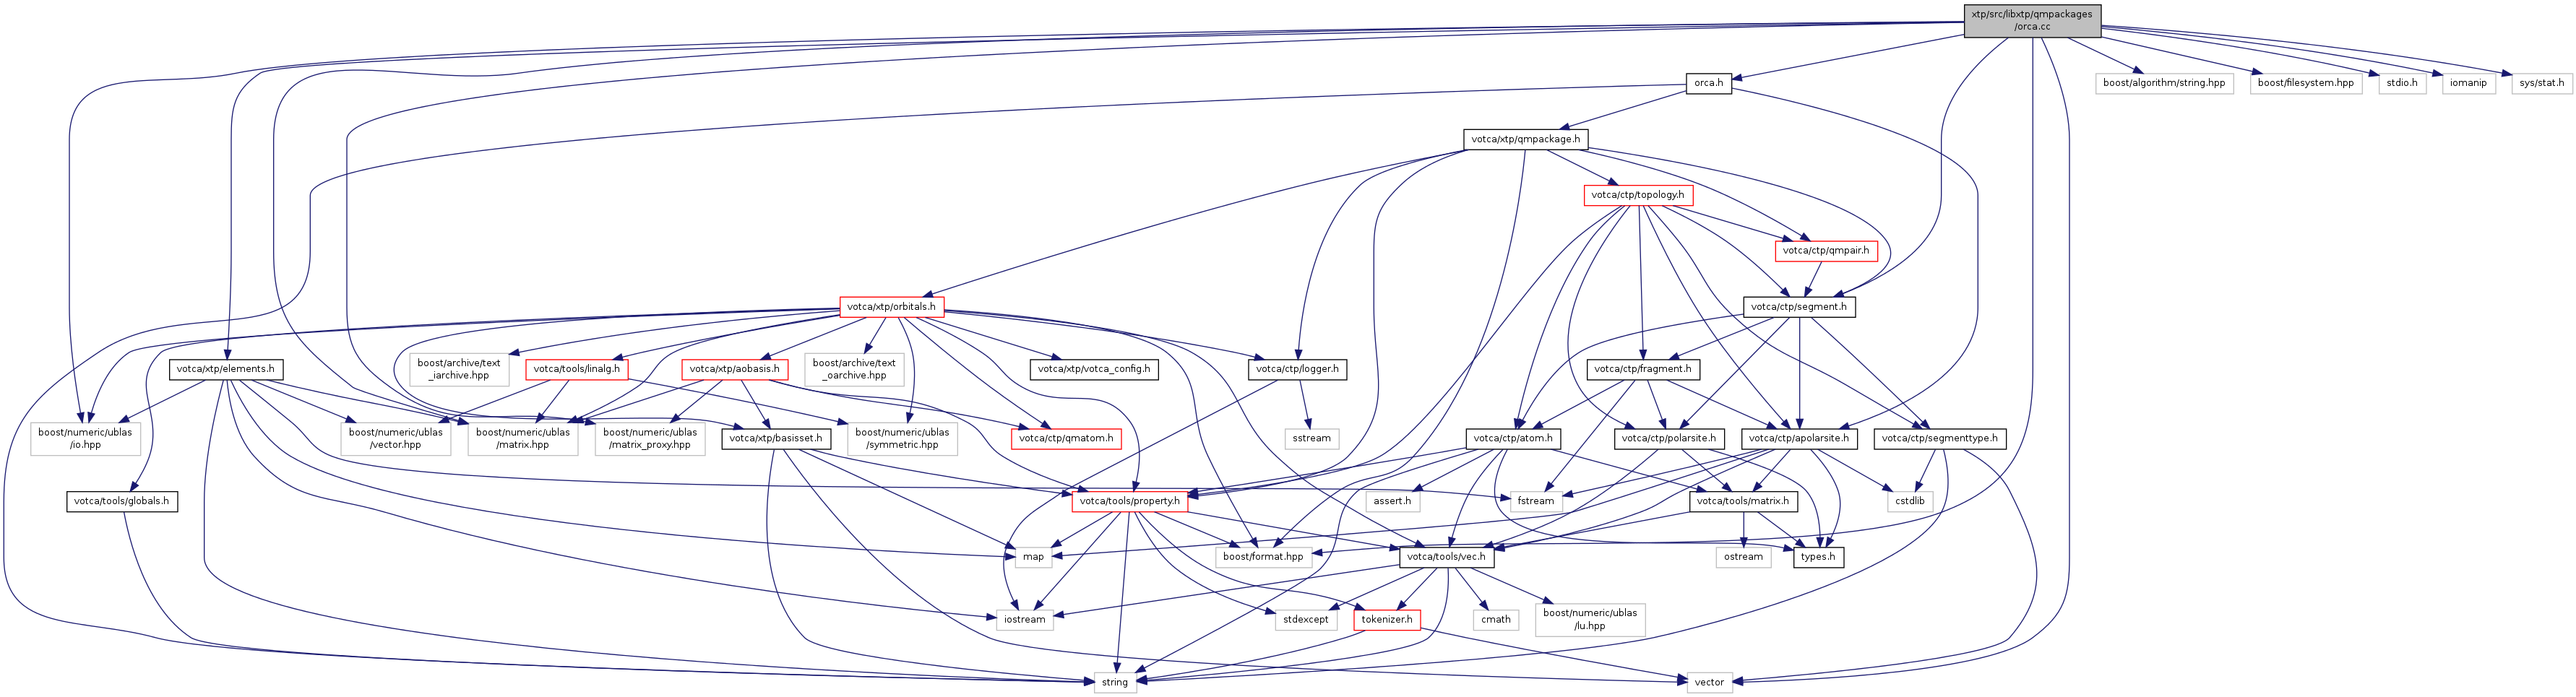 xtp/src/libxtp/qmpackages
/orca.cc
orca.h
boost/algorithm/string.hpp
boost/filesystem.hpp
stdio.h
iomanip
sys/stat.h
votca/xtp/qmpackage.h
votca/ctp/topology.h
votca/ctp/qmpair.h
votca/xtp/orbitals.h
votca/ctp/segment.h
votca/xtp/elements.h
boost/archive/text
_iarchive.hpp
votca/tools/linalg.h
votca/xtp/aobasis.h
boost/archive/text
_oarchive.hpp
votca/xtp/votca_config.h
votca/ctp/logger.h
votca/ctp/fragment.h
boost/numeric/ublas
/io.hpp
boost/numeric/ublas
/vector.hpp
boost/numeric/ublas
/matrix.hpp
boost/numeric/ublas
/matrix_proxy.hpp
votca/xtp/basisset.h
boost/numeric/ublas
/symmetric.hpp
votca/ctp/qmatom.h
sstream
votca/ctp/atom.h
votca/ctp/polarsite.h
votca/ctp/apolarsite.h
votca/ctp/segmenttype.h
votca/tools/globals.h
votca/tools/property.h
assert.h
fstream
votca/tools/matrix.h
cstdlib
map
boost/format.hpp
votca/tools/vec.h
ostream
types.h
iostream
stdexcept
tokenizer.h
cmath
boost/numeric/ublas
/lu.hpp
string
vector